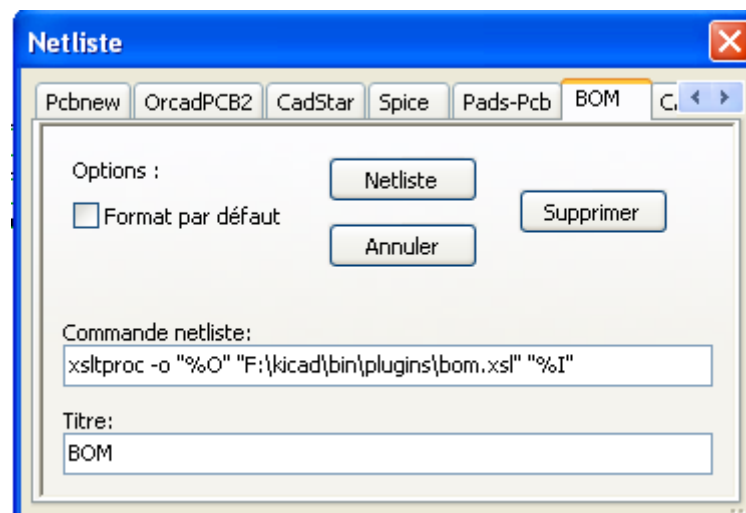 Netliste
Pcbnew OrcadPCB2 CadStar Spice Pads-Pcb BOM
Options :
Netliste
Format par défaut
Supprimer
Annuler
Commande netliste:
xsltproc -o "%O" "F:\kicad\bin\plugins\bom.xsl" "%I"
Titre:
BOM